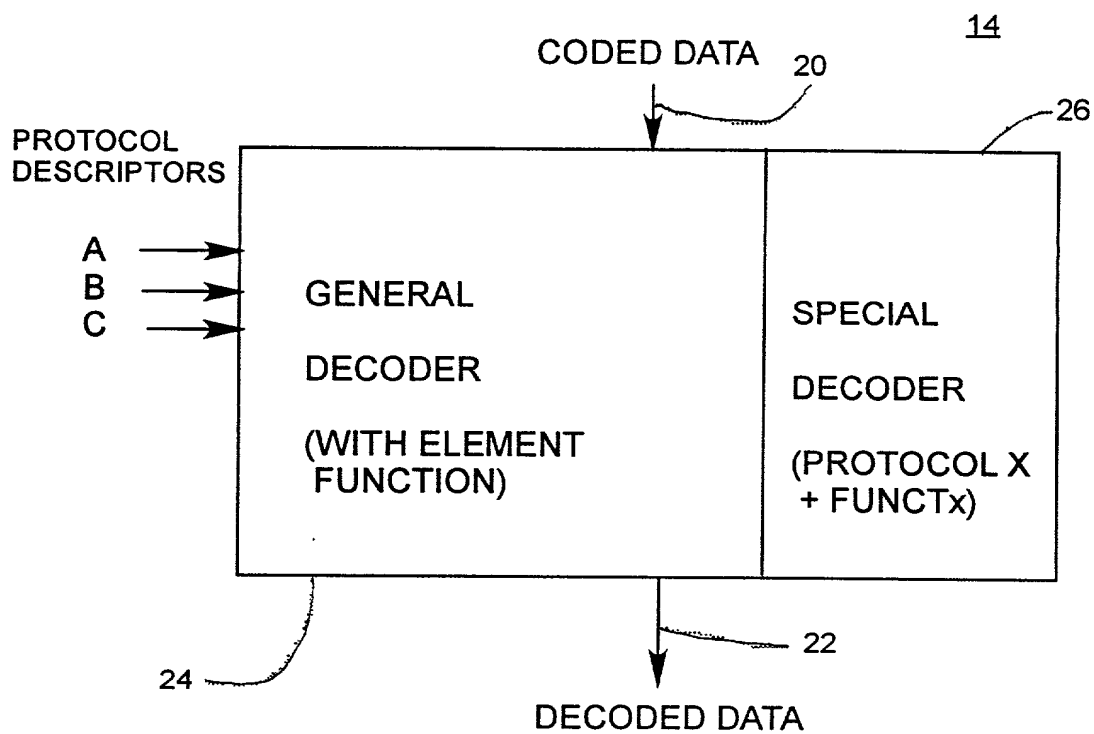 14
CODED DATA
20
26
PROTOCOL
DESCRIPTORS
A
B
C
GENERAL
DECODER
(WITH ELEMENT
FUNCTION)
SPECIAL
DECODER
(PROTOCOL X
+ FUNCTx)
24
22
DECODED DATA